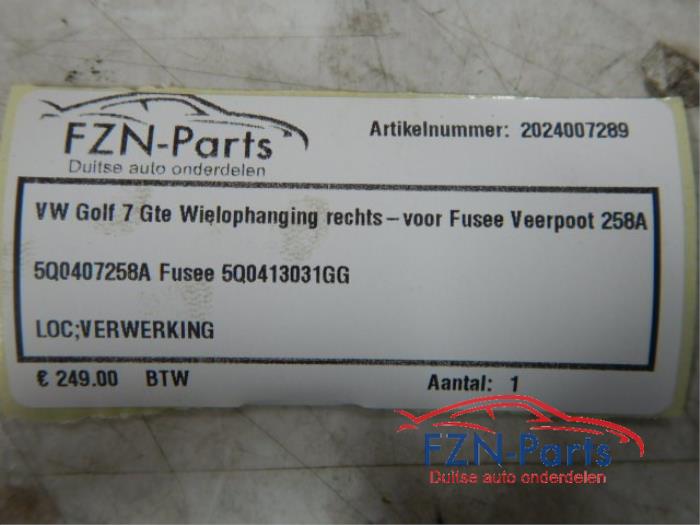 FZN-Parts
Duitse auto onderdelen
Artikelnummer: 2024007289
VW Golf 7 Gte Wielophanging rechts-voor Fusee Veerpoot 258A
5Q0407258A Fusee 5Q0413031GG
LOC;VERWERKING
€ 249.00 BTW
Aantal: 1
FZN-Parts
Duitse auto onderdelen